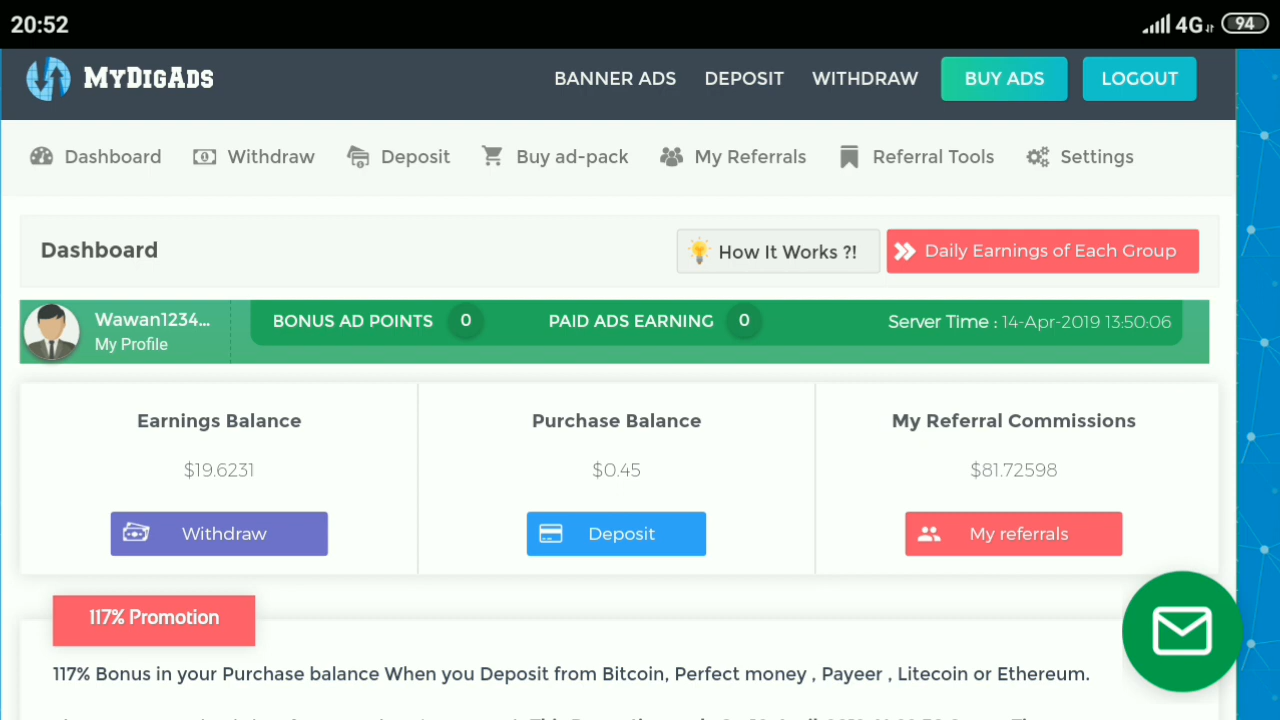 20:52 4G 94
MyDigAds BANNER ADS DEPOSIT WITHDRAW BUY ADS LOGOUT
Dashboard Withdraw Deposit Buy ad-pack My Referrals Referral Tools Settings
Dashboard How It Works ?! Daily Earnings of Each Group
Wawan1234... BONUS AD POINTS 0 PAID ADS EARNING 0 Server Time : 14-Apr-2019 13:50:06
My Profile
Earnings Balance Purchase Balance My Referral Commissions
$19.6231 $0.45 $81.72598
Withdraw Deposit My referrals
117% Promotion
117% Bonus in your Purchase balance When you Deposit from Bitcoin, Perfect money , Payeer , Litecoin or Ethereum.